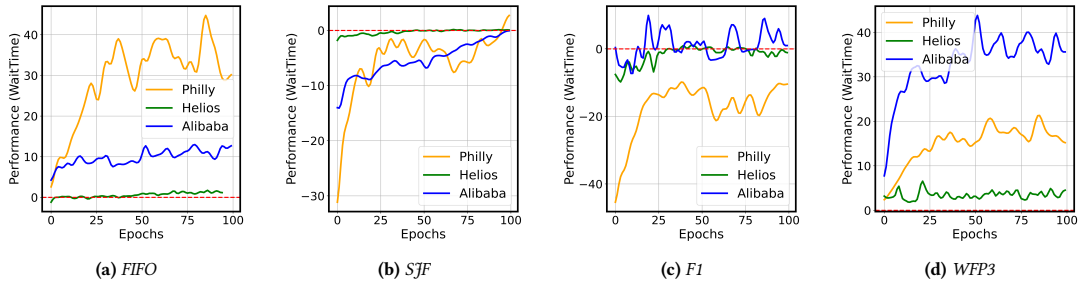 Performance (WaitTime)
40
30
20
10
0
Philly
Helios
Alibaba
0 25 50 75 100
Epochs
(a) FIFO
Performance (WaitTime)
0
−10
−20
−30
Philly
Helios
Alibaba
0 25 50 75 100
Epochs
(b) SJF
Performance (WaitTime)
0
−20
−40
Philly
Helios
Alibaba
0 25 50 75 100
Epochs
(c) F1
Performance (WaitTime)
40
30
20
10
0
Philly
Helios
Alibaba
0 25 50 75 100
Epochs
(d) WFP3